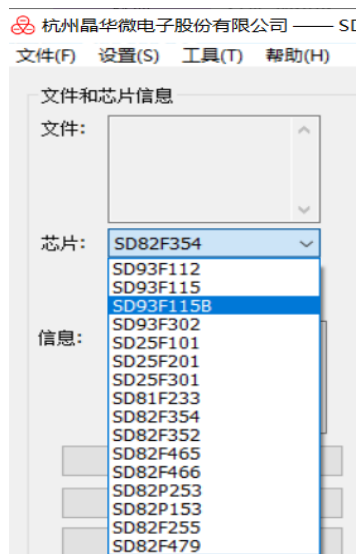 杭州晶华微电子股份有限公司 —— SD
文件(F) 设置(S) 工具(T) 帮助(H)
文件和芯片信息
文件:
芯片: SD82F354
SD93F112
SD93F115
SD93F115B
SD93F302
信息:
SD25F101
SD25F201
SD25F301
SD81F233
SD82F354
SD82F352
SD82F465
SD82F466
SD82P253
SD82P153
SD82F255
SD82F479